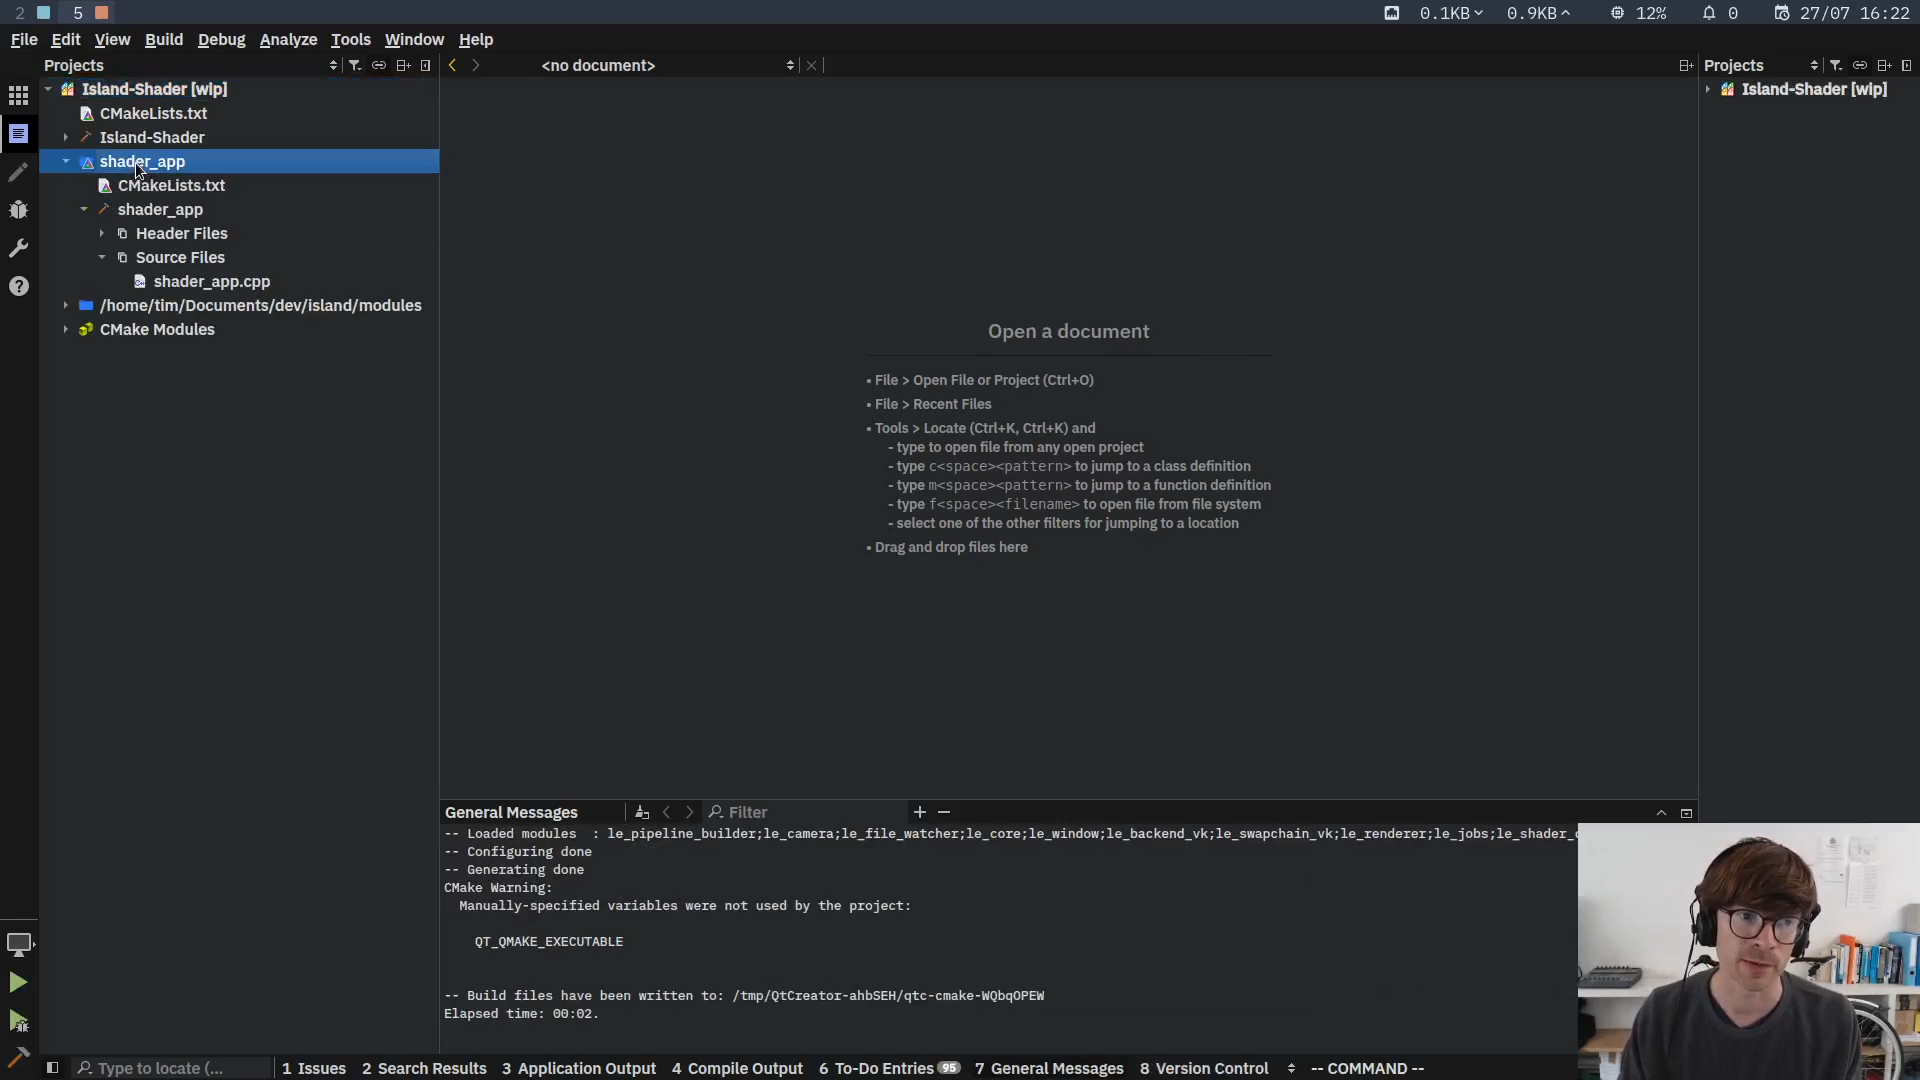 2 5 0.1KB 0.9KB 12% 0 27/07 16:22
File Edit View Build Debug Analyze Tools Window Help
Projects <no document> Projects
Island-Shader [wip] Island-Shader [wip]
CMakeLists.txt
Island-Shader
shader_app
CMakeLists.txt
shader_app
Header Files
Source Files
shader_app.cpp
/home/tim/Documents/dev/island/modules
CMake Modules
Open a document
• File > Open File or Project (Ctrl+O)
• File > Recent Files
• Tools > Locate (Ctrl+K, Ctrl+K) and
- type to open file from any open project
- type c<space><pattern> to jump to a class definition
- type m<space><pattern> to jump to a function definition
- type f<space><filename> to open file from file system
- select one of the other filters for jumping to a location
• Drag and drop files here
General Messages Filter
-- Loaded modules  : le_pipeline_builder;le_camera;le_file_watcher;le_core;le_window;le_backend_vk;le_swapchain_vk;le_renderer;le_jobs;le_shader_
-- Configuring done
-- Generating done
CMake Warning:
Manually-specified variables were not used by the project:
QT_QMAKE_EXECUTABLE
-- Build files have been written to: /tmp/QtCreator-ahbSEH/qtc-cmake-WQbqOPEW
Elapsed time: 00:02.
Type to locate (... 1 Issues 2 Search Results 3 Application Output 4 Compile Output 6 To-Do Entries 95 7 General Messages 8 Version Control -- COMMAND --